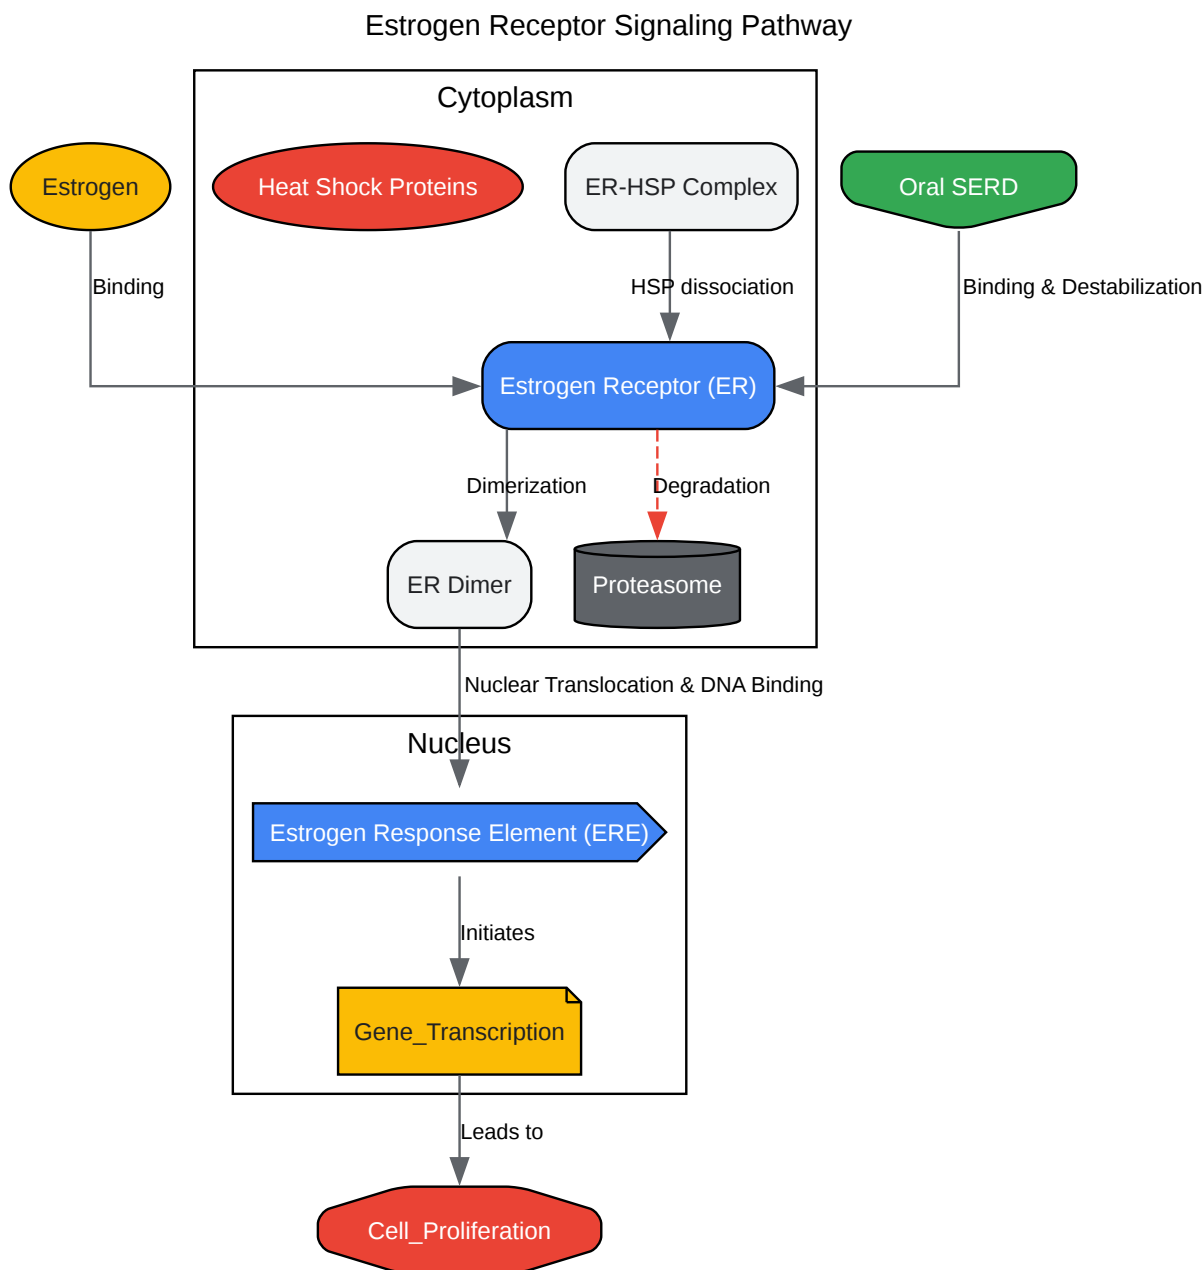 Estrogen Receptor Signaling Pathway
Cytoplasm
Estrogen
Heat Shock Proteins
ER-HSP Complex
Oral SERD
Binding
HSP dissociation
Binding & Destabilization
Estrogen Receptor (ER)
Dimerization
Degradation
ER Dimer
Proteasome
Nuclear Translocation & DNA Binding
Nucleus
Estrogen Response Element (ERE)
Initiates
Gene_Transcription
Leads to
Cell_Proliferation